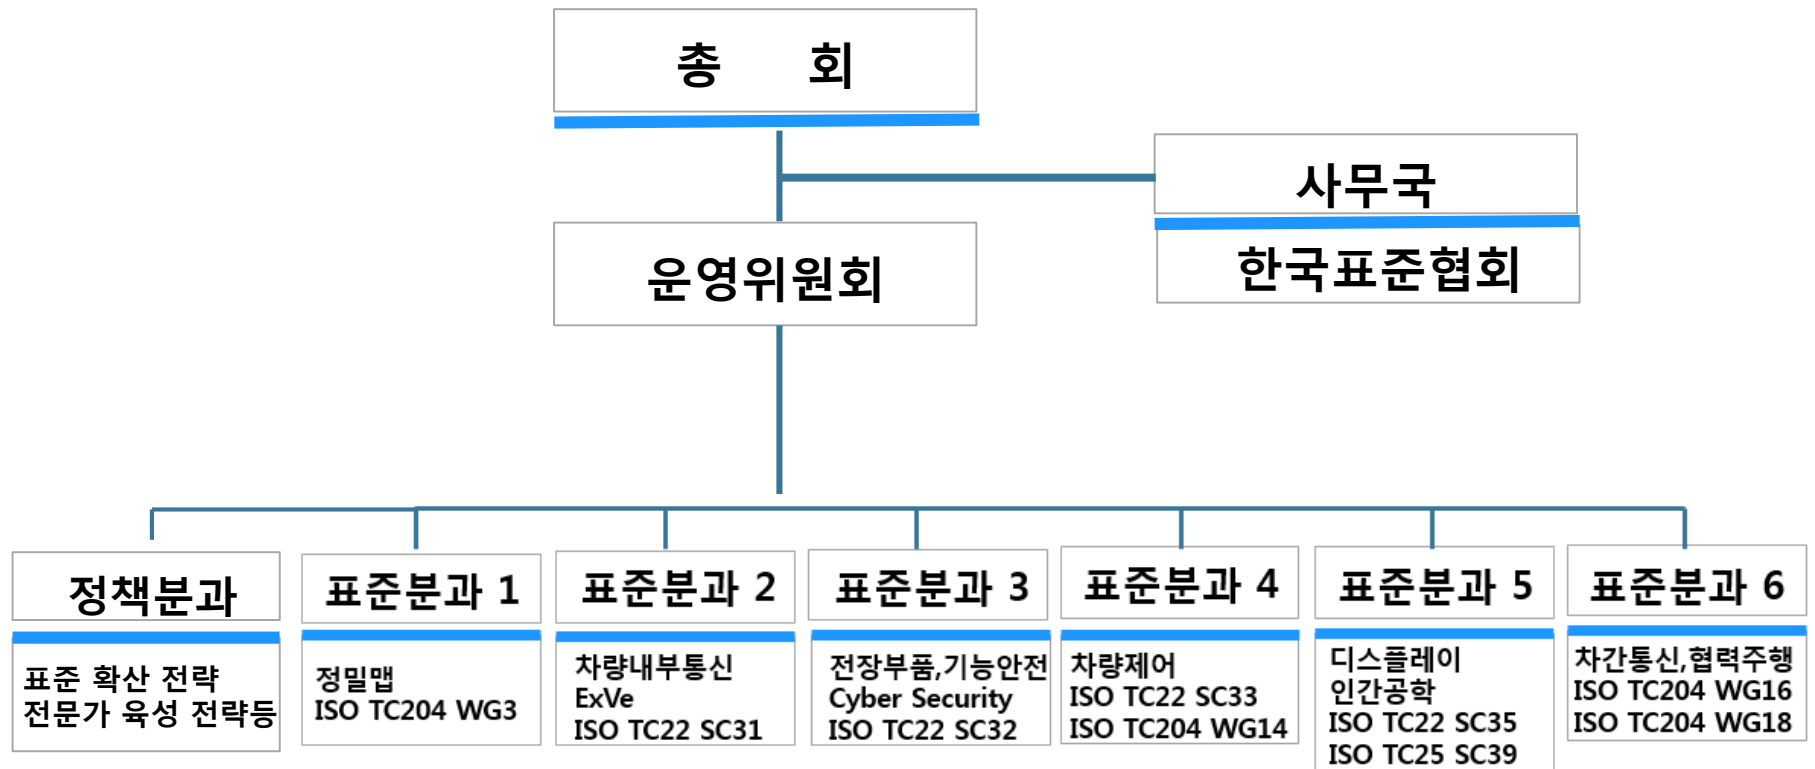 총 회
사무국
한국표준협회
운영위원회
정책분과
표준 확산 전략
전문가 육성 전략등
표준분과 1
정밀맵
ISO TC204 WG3
표준분과 2
차량내부통신
ExVe
ISO TC22 SC31
표준분과 3
전장부품,기능안전
Cyber Security
ISO TC22 SC32
표준분과 4
차량제어
ISO TC22 SC33
ISO TC204 WG14
표준분과 5
디스플레이
인간공학
ISO TC22 SC35
ISO TC25 SC39
표준분과 6
차간통신,협력주행
ISO TC204 WG16
ISO TC204 WG18